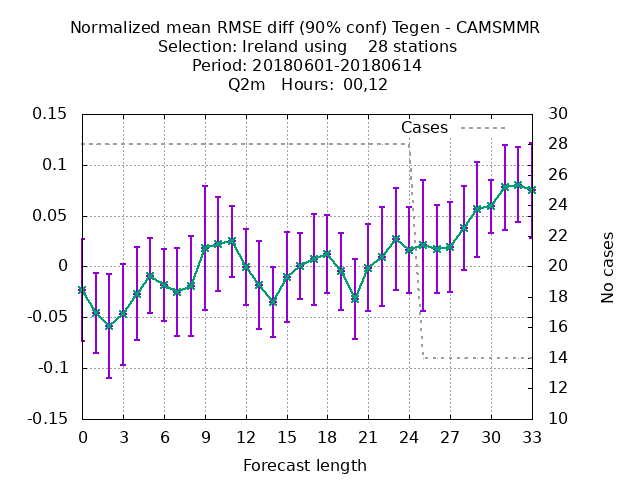 Normalized mean RMSE diff (90% conf) Tegen - CAMSMMR
Selection: Ireland using    28 stations
Period: 20180601-20180614
Q2m   Hours:  00,12
0.15
0.1
0.05
0
-0.05
-0.1
-0.15
Cases
30
28
26
24
22
20
18
16
14
12
10
No cases
0 3 6 9 12 15 18 21 24 27 30 33
Forecast length